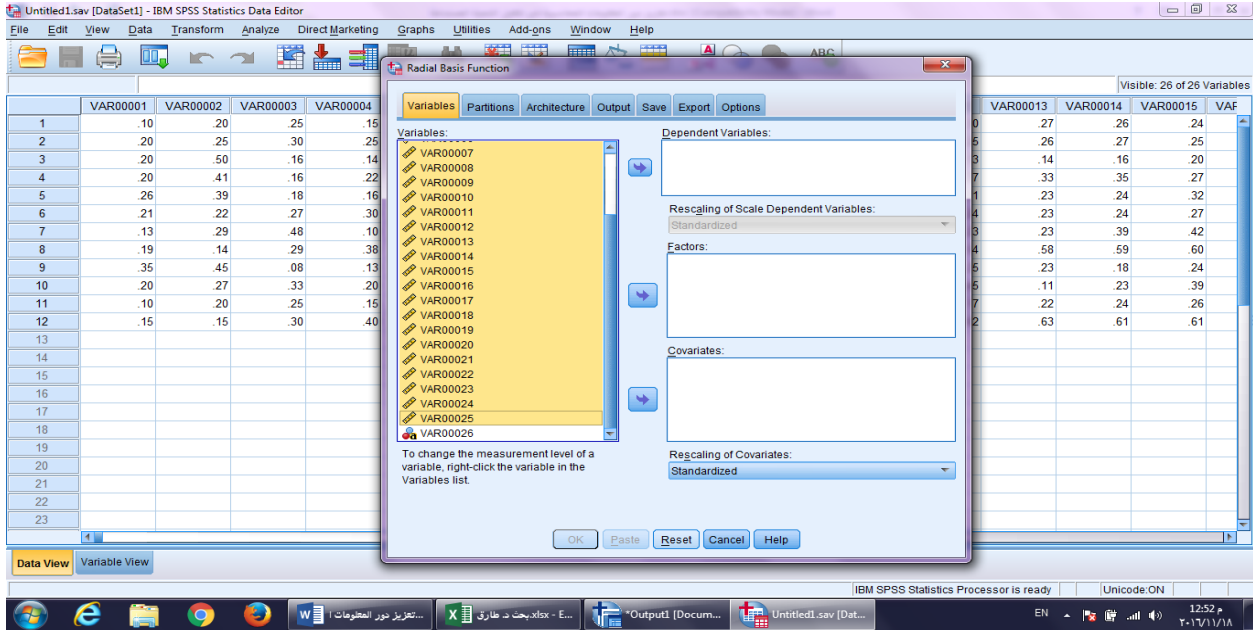 Untitled1.sav [DataSet1] - IBM SPSS Statistics Data Editor
File Edit View Data Transform Analyze Direct Marketing Graphs Utilities Add-ons Window Help
Radial Basis Function
Visible: 26 of 26 Variables
Variables Partitions Architecture Output Save Export Options
VAR00001 VAR00002 VAR00003 VAR00004 VAR00013 VAR00014 VAR00015
1 .10 .20 .25 .15 .27 .26 .24
2 .20 .25 .30 .25 .26 .27 .25
3 .20 .50 .16 .14 .14 .16 .20
4 .20 .41 .16 .22 .33 .35 .27
5 .26 .39 .18 .16 .23 .24 .32
6 .21 .22 .27 .30 .23 .24 .27
7 .13 .29 .48 .10 .23 .39 .42
8 .19 .14 .29 .38 .58 .59 .60
9 .35 .45 .08 .13 .23 .18 .24
10 .20 .27 .33 .20 .11 .23 .39
11 .10 .20 .25 .15 .22 .24 .26
12 .15 .15 .30 .40 .63 .61 .61
13
14
15
16
17
18
19
20
21
22
23
Variables:
VAR00007
VAR00008
VAR00009
VAR00010
VAR00011
VAR00012
VAR00013
VAR00014
VAR00015
VAR00016
VAR00017
VAR00018
VAR00019
VAR00020
VAR00021
VAR00022
VAR00023
VAR00024
VAR00025
VAR00026
To change the measurement level of a
variable, right-click the variable in the
Variables list.
Dependent Variables:
Rescaling of Scale Dependent Variables:
Standardized
Factors:
Covariates:
Rescaling of Covariates:
Standardized
OK Paste Reset Cancel Help
Data View Variable View
IBM SPSS Statistics Processor is ready Unicode:ON
تعزيز دور المعلومات ا...
بحث د. طارق.xlsx - E...
*Output1 [Docum...
Untitled1.sav [Dat...
EN
12:52 م
٢٠١٦/١١/١٨